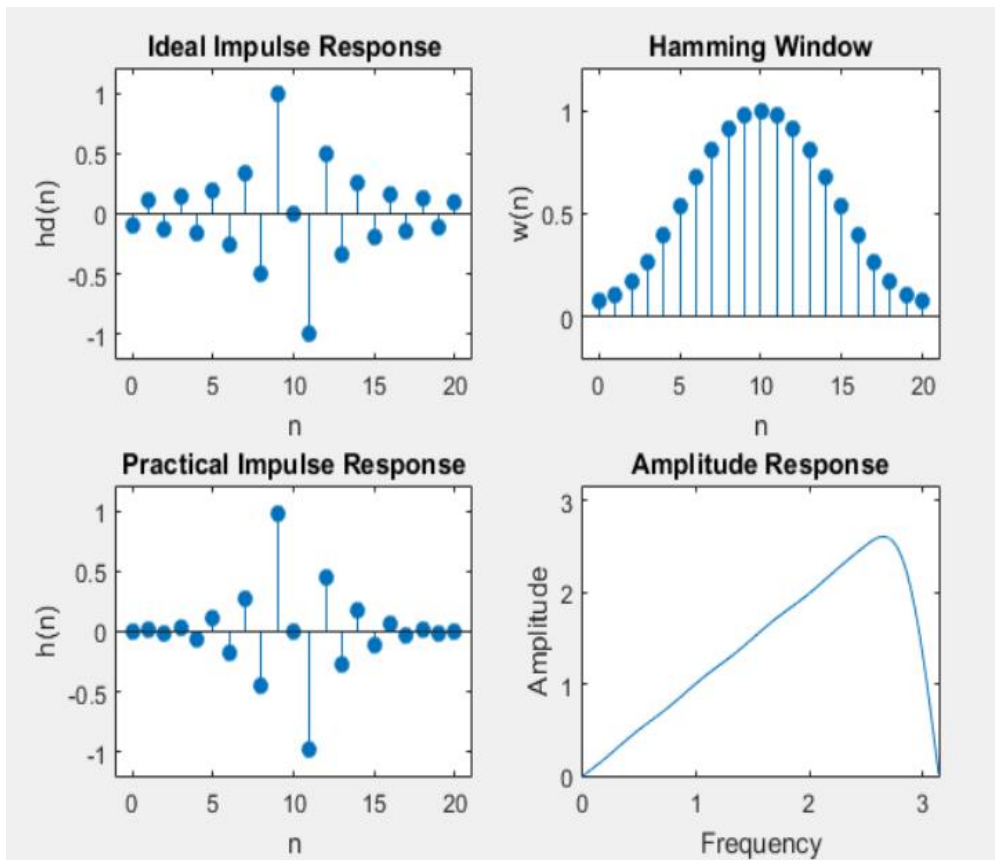 Ideal Impulse Response
1
0.5
0
-0.5
-1
hd(n)
0 5 10 15 20
n
Hamming Window
1
0.5
0
w(n)
0 5 10 15 20
n
Practical Impulse Response
1
0.5
0
-0.5
-1
h(n)
0 5 10 15 20
n
Amplitude Response
3
2
1
0
Amplitude
0 1 2 3
Frequency